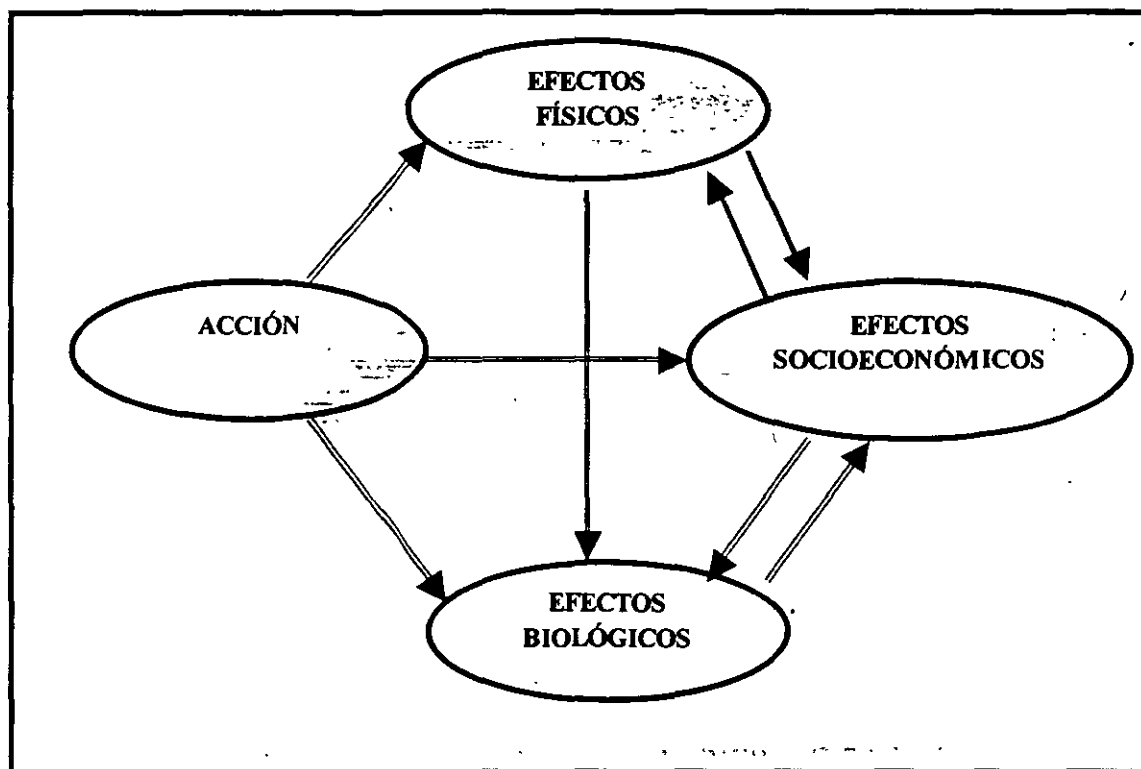 EFECTOS
FÍSICOS
ACCIÓN
EFECTOS
SOCIOECONÓMICOS
EFECTOS
BIOLÓGICOS